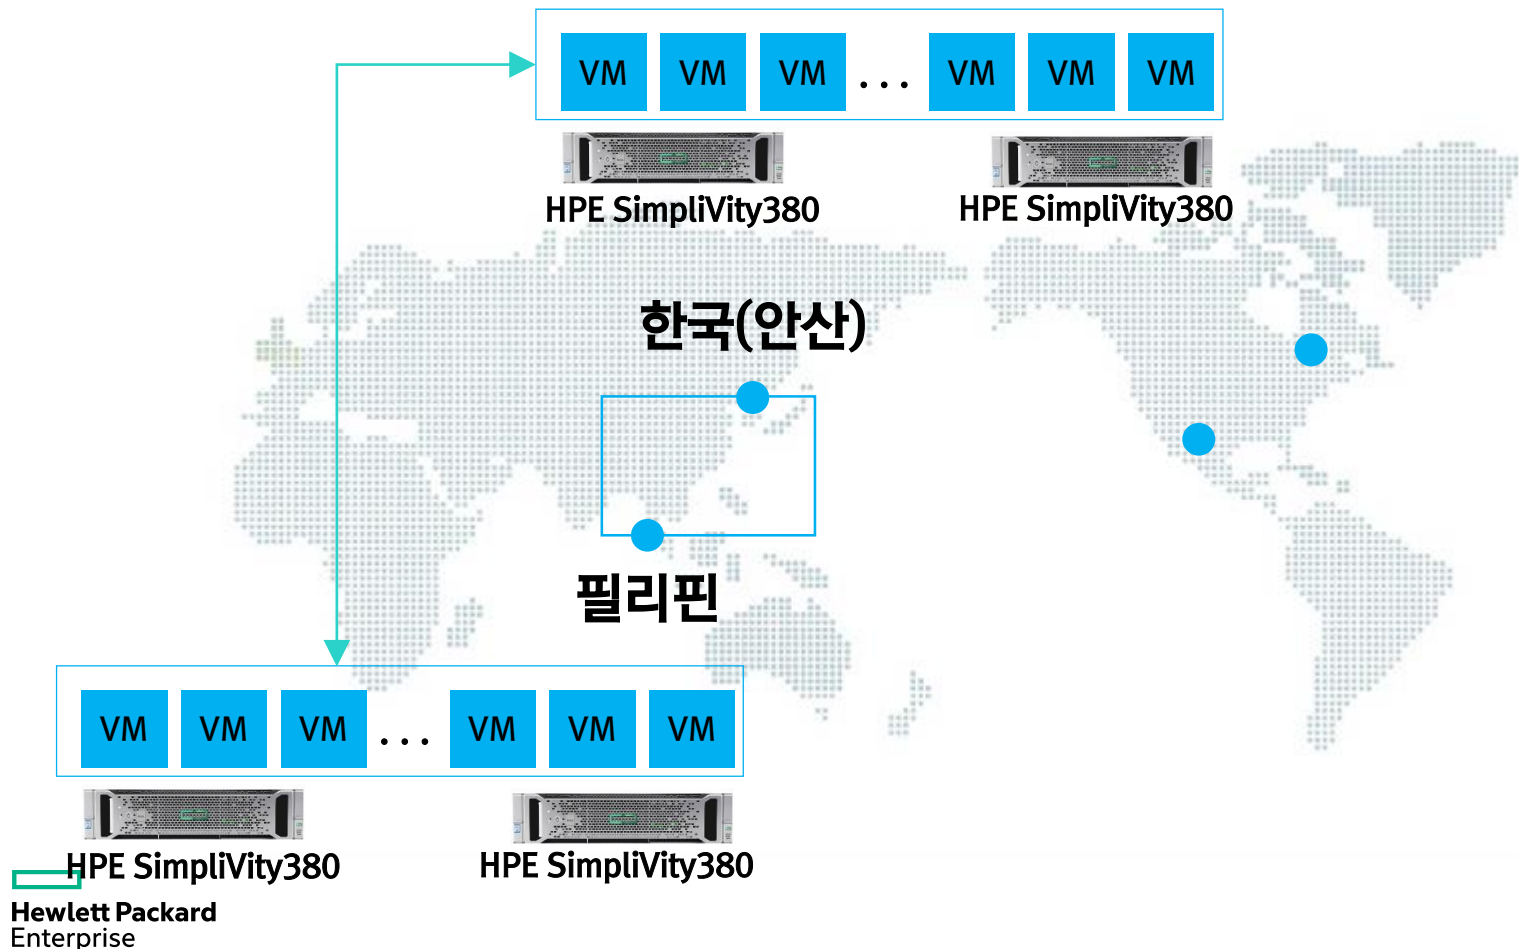 VM VM VM ... VM VM VM
HPE SimpliVity380 HPE SimpliVity380
한국(안산)
필리핀
VM VM VM ... VM VM VM
HPE SimpliVity380 HPE SimpliVity380
Hewlett Packard
Enterprise